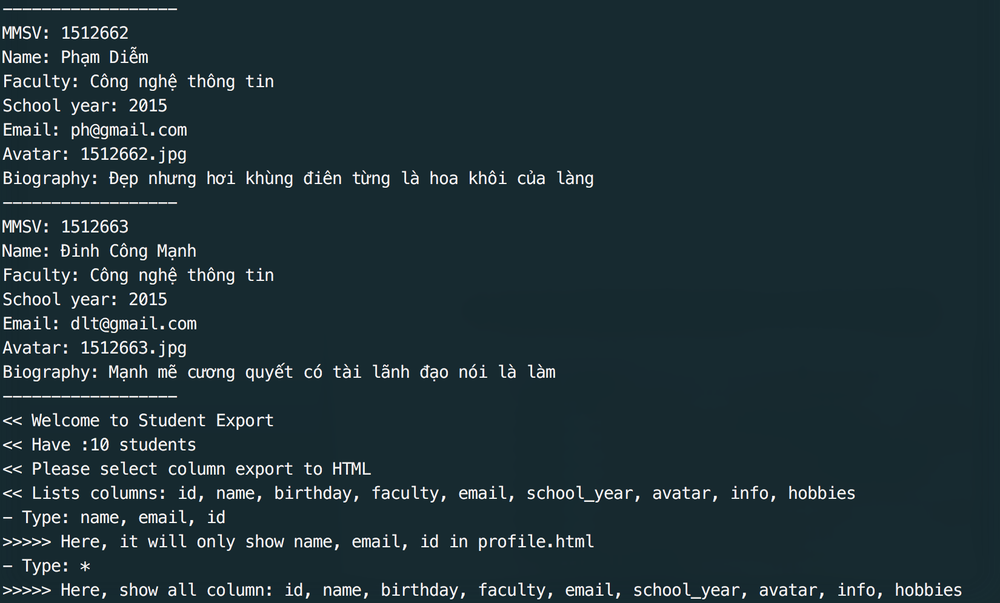 ------------------
MMSV: 1512662
Name: Phạm Diễm
Faculty: Công nghệ thông tin
School year: 2015
Email: ph@gmail.com
Avatar: 1512662.jpg
Biography: Đẹp nhưng hơi khùng điên từng là hoa khôi của làng
------------------
MMSV: 1512663
Name: Đinh Công Mạnh
Faculty: Công nghệ thông tin
School year: 2015
Email: dlt@gmail.com
Avatar: 1512663.jpg
Biography: Mạnh mẽ cương quyết có tài lãnh đạo nói là làm
------------------
<< Welcome to Student Export
<< Have :10 students
<< Please select column export to HTML
<< Lists columns: id, name, birthday, faculty, email, school_year, avatar, info, hobbies
- Type: name, email, id
>>>>> Here, it will only show name, email, id in profile.html
- Type: *
>>>>> Here, show all column: id, name, birthday, faculty, email, school_year, avatar, info, hobbies